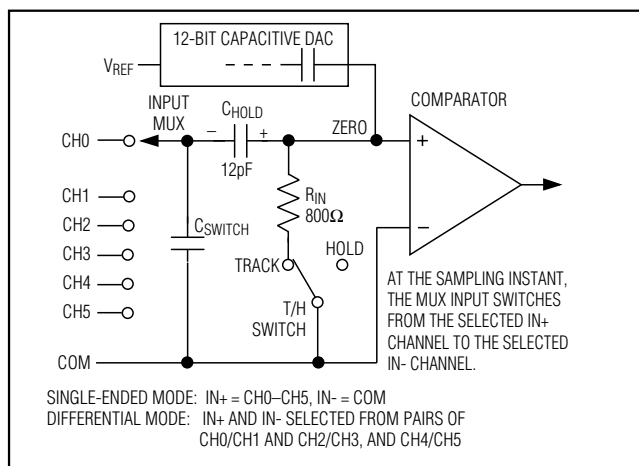 12-BIT CAPACITIVE DAC
VREF
INPUT
MUX
CHOLD
COMPARATOR
– +
ZERO
CH0
12pF
+
CH1
RIN
800Ω
CH2
CSWITCH
–
HOLD
CH3
TRACK
CH4
AT THE SAMPLING INSTANT,
THE MUX INPUT SWITCHES
FROM THE SELECTED IN+
CHANNEL TO THE SELECTED
IN- CHANNEL.
CH5
T/H
SWITCH
COM
SINGLE-ENDED MODE: IN+ = CH0–CH5, IN- = COM
DIFFERENTIAL MODE: IN+ AND IN- SELECTED FROM PAIRS OF
CH0/CH1 AND CH2/CH3, AND CH4/CH5